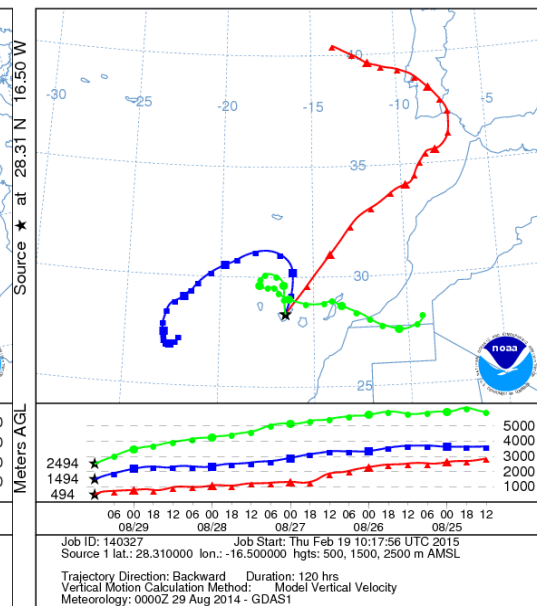 Source ★ at 28.31 N 16.50 W
-30
-25
-20
-15
-10
-5
40
35
30
25
noaa
Meters AGL
2494
1494
494
5000
4000
3000
2000
1000
06 00 18 12 06 00 18 12 06 00 18 12 06 00 18 12 06 00 18 12
08/29 08/28 08/27 08/26 08/25
Job ID: 140327 Job Start: Thu Feb 19 10:17:56 UTC 2015
Source 1 lat.: 28.310000 lon.: -16.500000 hgts: 500, 1500, 2500 m AMSL
Trajectory Direction: Backward Duration: 120 hrs
Vertical Motion Calculation Method: Model Vertical Velocity
Meteorology: 0000Z 29 Aug 2014 - GDAS1